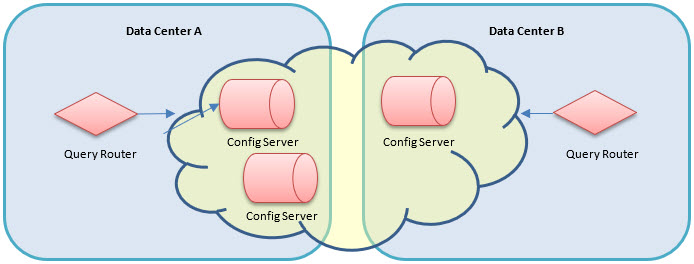 Data Center A
Data Center B
Config Server
Config Server
Query Router
Query Router
Config Server